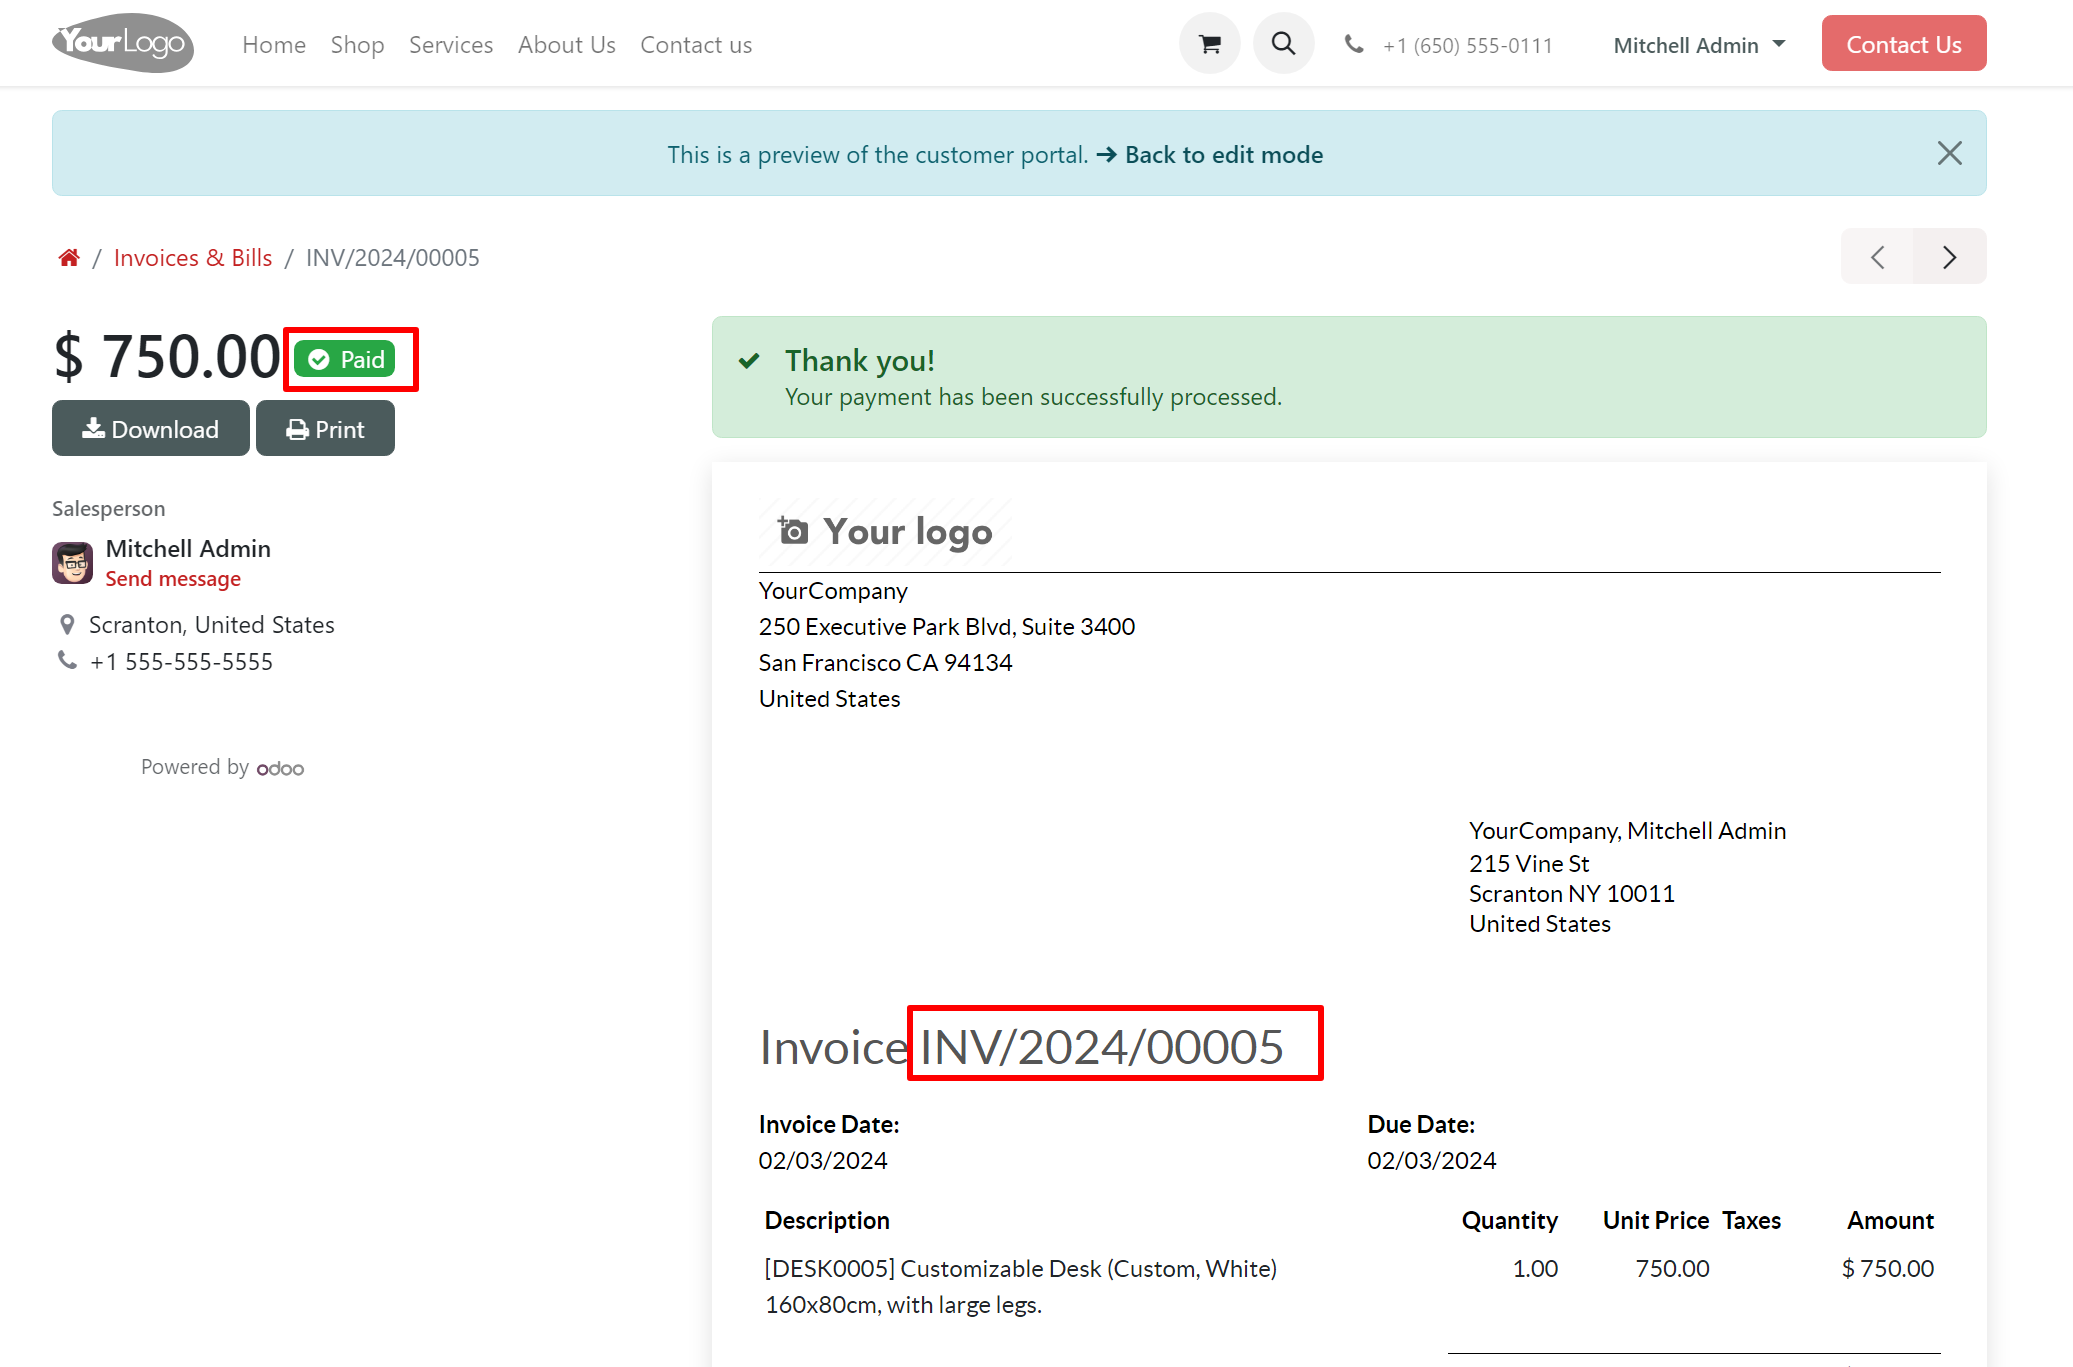 YourLogo
Home Shop Services About Us Contact us
+1 (650) 555-0111
Mitchell Admin
Contact Us
This is a preview of the customer portal. → Back to edit mode
/ Invoices & Bills / INV/2024/00005
$ 750.00 Paid
Download Print
Salesperson
Mitchell Admin
Send message
Scranton, United States
+1 555-555-5555
Powered by odoo
Thank you!
Your payment has been successfully processed.
Your logo
YourCompany
250 Executive Park Blvd, Suite 3400
San Francisco CA 94134
United States
YourCompany, Mitchell Admin
215 Vine St
Scranton NY 10011
United States
Invoice INV/2024/00005
Invoice Date: Due Date:
02/03/2024 02/03/2024
Description Quantity Unit Price Taxes Amount
[DESK0005] Customizable Desk (Custom, White) 1.00 750.00 $ 750.00
160x80cm, with large legs.